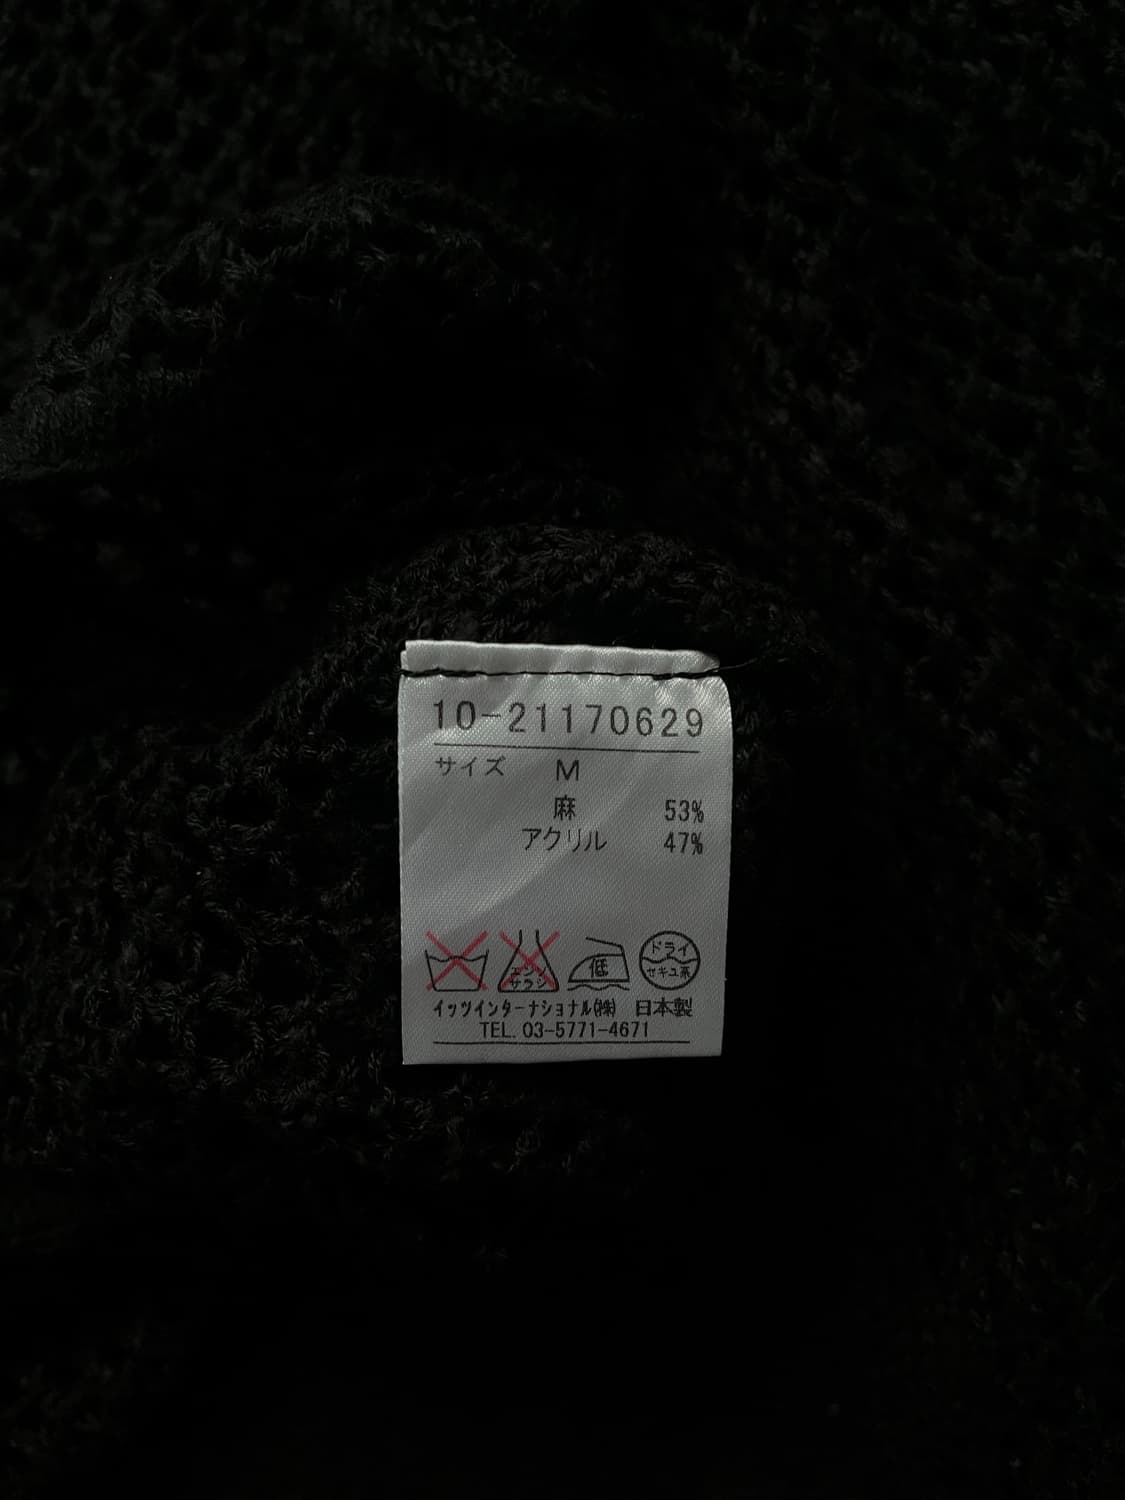 10-21170629
サイズ M
麻 53%
アクリル 47%
エンソ
サラシ
低
ドライ
セキユ系
イッツインターナショナル(株) 日本製
TEL. 03-5771-4671